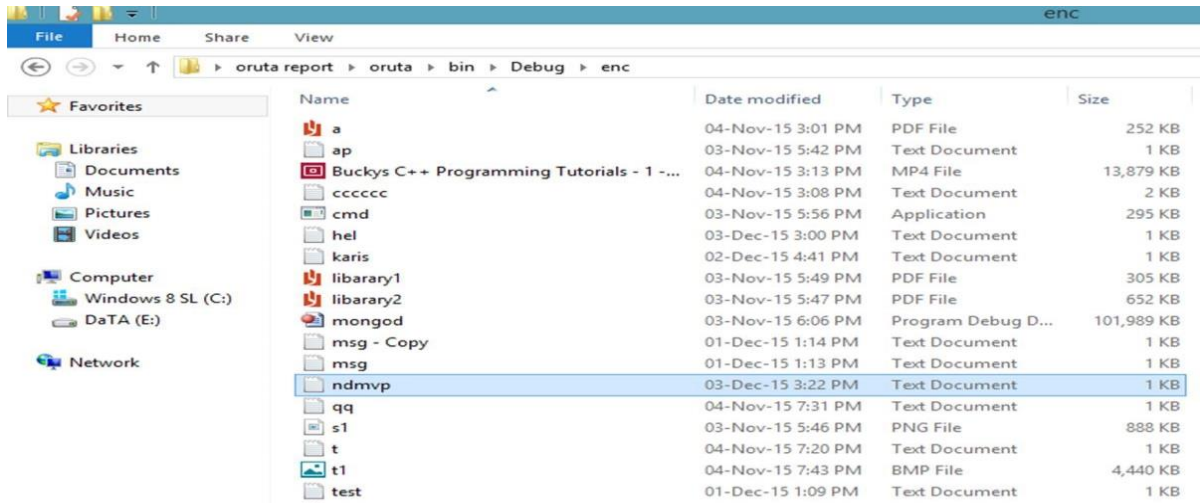 enc
File Home Share View
oruta report oruta bin Debug enc
Favorites
Libraries
Documents
Music
Pictures
Videos
Computer
Windows 8 SL (C:)
DaTA (E:)
Network
Name Date modified Type Size
a 04-Nov-15 3:01 PM PDF File 252 KB
ap 03-Nov-15 5:42 PM Text Document 1 KB
Buckys C++ Programming Tutorials - 1 -... 04-Nov-15 3:13 PM MP4 File 13,879 KB
cccccc 04-Nov-15 3:08 PM Text Document 2 KB
cmd 03-Nov-15 5:56 PM Application 295 KB
hel 03-Dec-15 3:00 PM Text Document 1 KB
karis 02-Dec-15 4:41 PM Text Document 1 KB
libarary1 03-Nov-15 5:49 PM PDF File 305 KB
libarary2 03-Nov-15 5:47 PM PDF File 652 KB
mongod 03-Nov-15 6:06 PM Program Debug D... 101,989 KB
msg - Copy 01-Dec-15 1:14 PM Text Document 1 KB
msg 01-Dec-15 1:13 PM Text Document 1 KB
ndmvp 03-Dec-15 3:22 PM Text Document 1 KB
qq 04-Nov-15 7:31 PM Text Document 1 KB
s1 03-Nov-15 5:46 PM PNG File 888 KB
t 04-Nov-15 7:20 PM Text Document 1 KB
t1 04-Nov-15 7:43 PM BMP File 4,440 KB
test 01-Dec-15 1:09 PM Text Document 1 KB